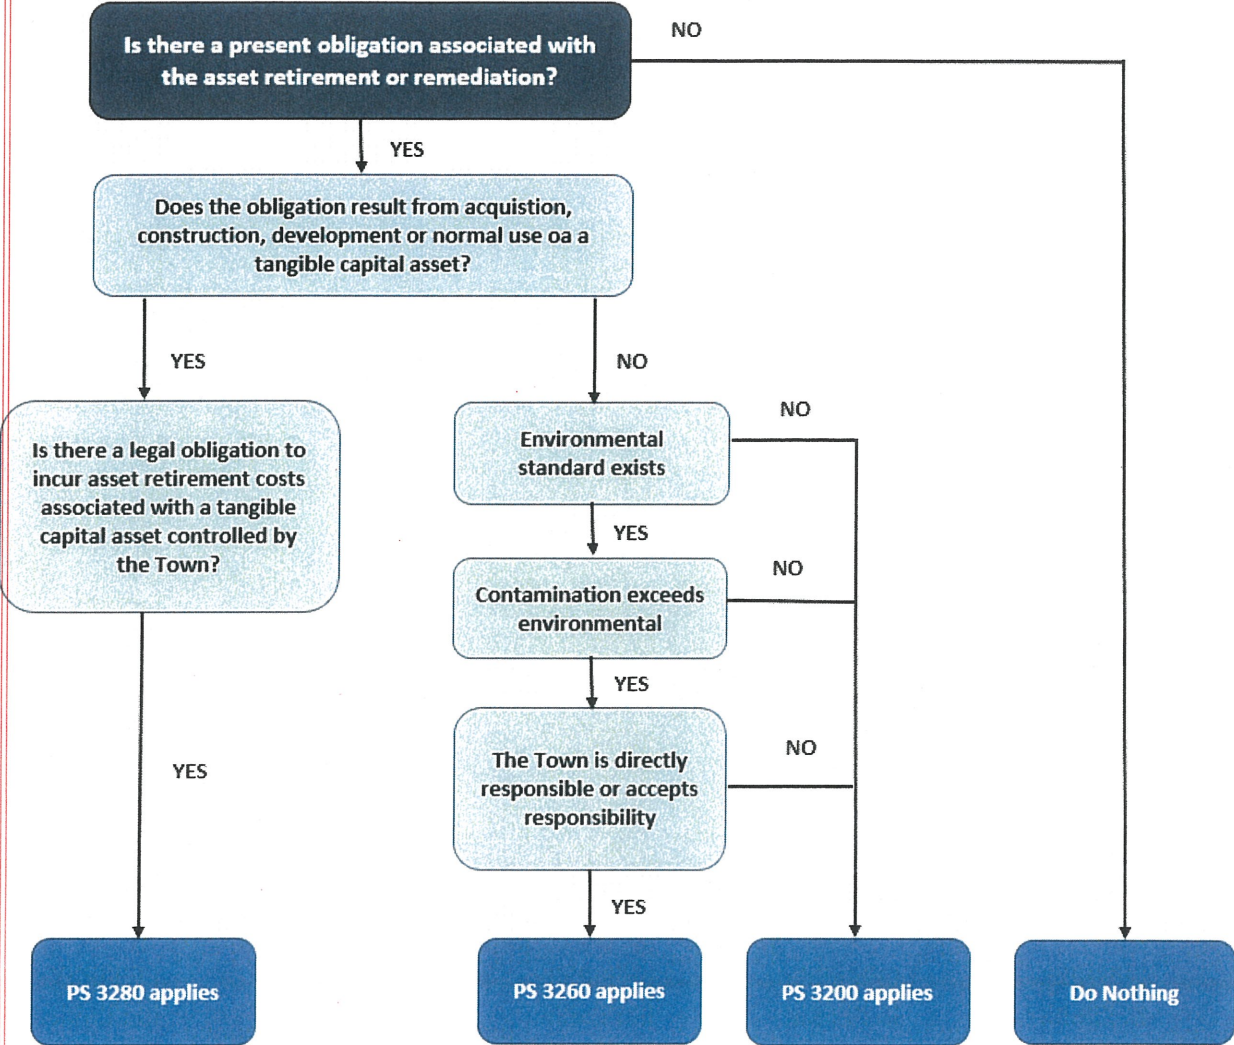 Is there a present obligation associated with
the asset retirement or remediation?
NO
YES
Does the obligation result from acquistion,
construction, development or normal use oa a
tangible capital asset?
YES
NO
Is there a legal obligation to
incur asset retirement costs
associated with a tangible
capital asset controlled by
the Town?
Environmental
standard exists
NO
YES
Contamination exceeds
environmental
NO
YES
The Town is directly
responsible or accepts
responsibility
NO
YES
YES
PS 3280 applies
PS 3260 applies
PS 3200 applies
Do Nothing